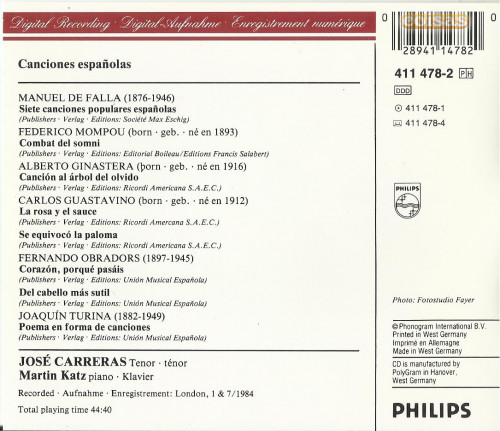 Digital Recording · Digital-Aufnahme · Enregistrement numérique
Canciones españolas
MANUEL DE FALLA (1876-1946)
Siete canciones populares españolas
(Publishers · Verlag · Editions: Société Max Eschig)
FEDERICO MOMPOU (born · geb. · né en 1893)
Combat del somni
(Publishers · Verlag · Editions: Editorial Boileau/Editions Francis Salabert)
ALBERTO GINASTERA (born · geb. · né en 1916)
Canción al árbol del olvido
(Publishers · Verlag · Editions: Ricordi Americana S.A.E.C.)
CARLOS GUASTAVINO (born · geb. · né en 1912)
La rosa y el sauce
(Publishers · Verlag · Editions: Ricordi Amercana S.A.E.C.)
Se equivocó la paloma
(Publishers · Verlag · Editions: Ricordi Americana S.A.E.C.)
FERNANDO OBRADORS (1897-1945)
Corazón, porqué pasáis
(Publishers · Verlag · Editions: Unión Musical Española)
Del cabello más sutil
(Publishers · Verlag · Editions: Unión Musical Española)
JOAQUÍN TURINA (1882-1949)
Poema en forma de canciones
(Publishers · Verlag · Editions: Unión Musical Española)
JOSÉ CARRERAS Tenor · ténor
Martin Katz piano · Klavier
Recorded · Aufnahme · Enregistrement: London, 1 & 7/1984
Total playing time 44:40
0 0
28941 14782
411 478-2 PH
DDD
411 478-1
411 478-4
PHILIPS
Photo: Fotostudio Fayer
℗ Phonogram International B.V.
Printed in West Germany
Imprimé en Allemagne
Made in West Germany
CD is manufactured by
PolyGram in Hanover,
West Germany
PHILIPS